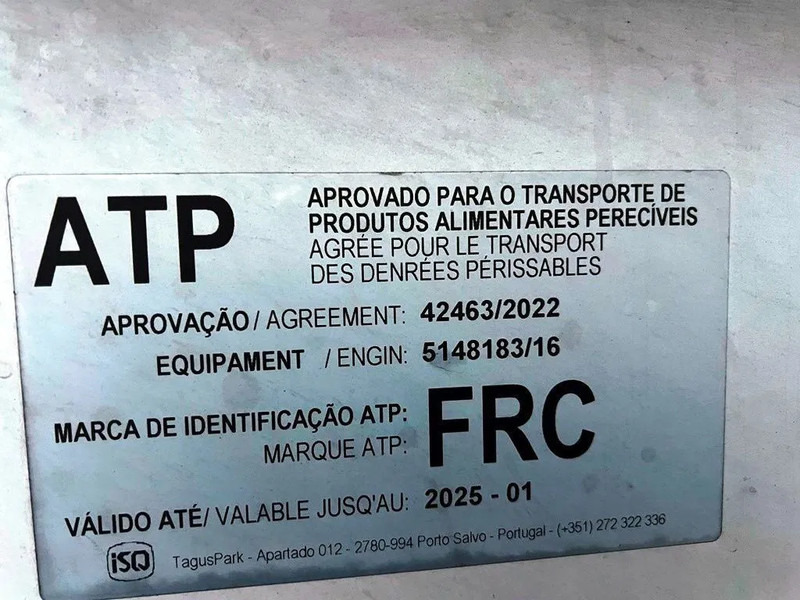 ATP
APROVADO PARA O TRANSPORTE DE
PRODUTOS ALIMENTARES PERECÍVEIS
AGRÉE POUR LE TRANSPORT
DES DENRÉES PÉRISSABLES
APROVAÇÃO / AGREEMENT: 42463/2022
EQUIPAMENT / ENGIN: 5148183/16
MARCA DE IDENTIFICAÇÃO ATP: FRC
MARQUE ATP:
VÁLIDO ATÉ/ VALABLE JUSQ'AU: 2025 - 01
iSQ TagusPark - Apartado 012 - 2780-994 Porto Salvo - Portugal - (+351) 272 322 336